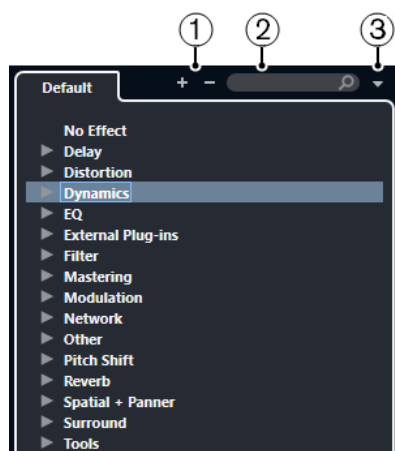 1 2 3
Default + −
No Effect
Delay
Distortion
Dynamics
EQ
External Plug-ins
Filter
Mastering
Modulation
Network
Other
Pitch Shift
Reverb
Spatial + Panner
Surround
Tools